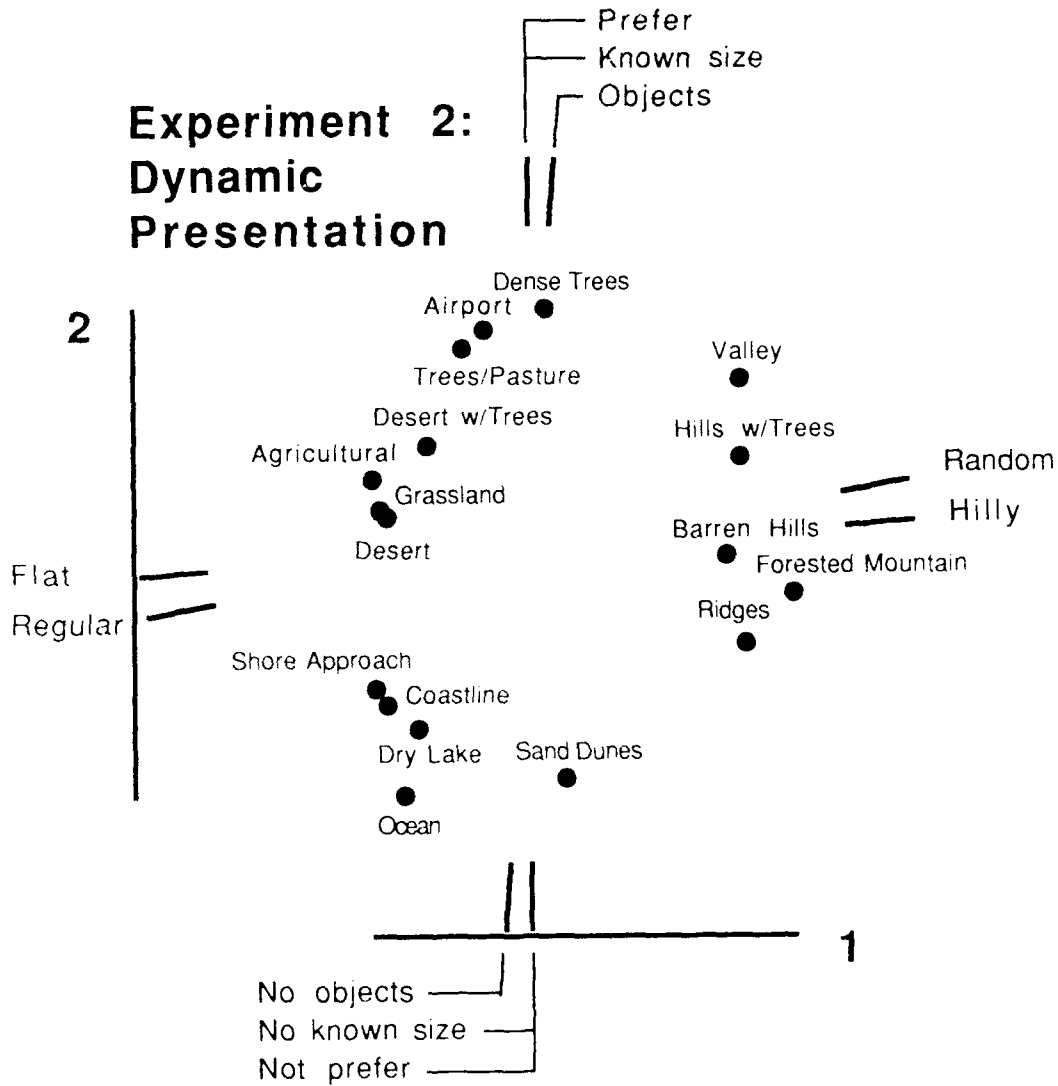 Prefer
Known size
Objects
Experiment 2:
Dynamic
Presentation
Dense Trees
Airport
2
Valley
Trees/Pasture
Desert w/Trees
Hills w/Trees
Agricultural
Random
Grassland
Hilly
Barren Hills
Desert
Forested Mountain
Flat
Ridges
Regular
Shore Approach
Coastline
Dry Lake
Sand Dunes
Ocean
1
No objects
No known size
Not prefer